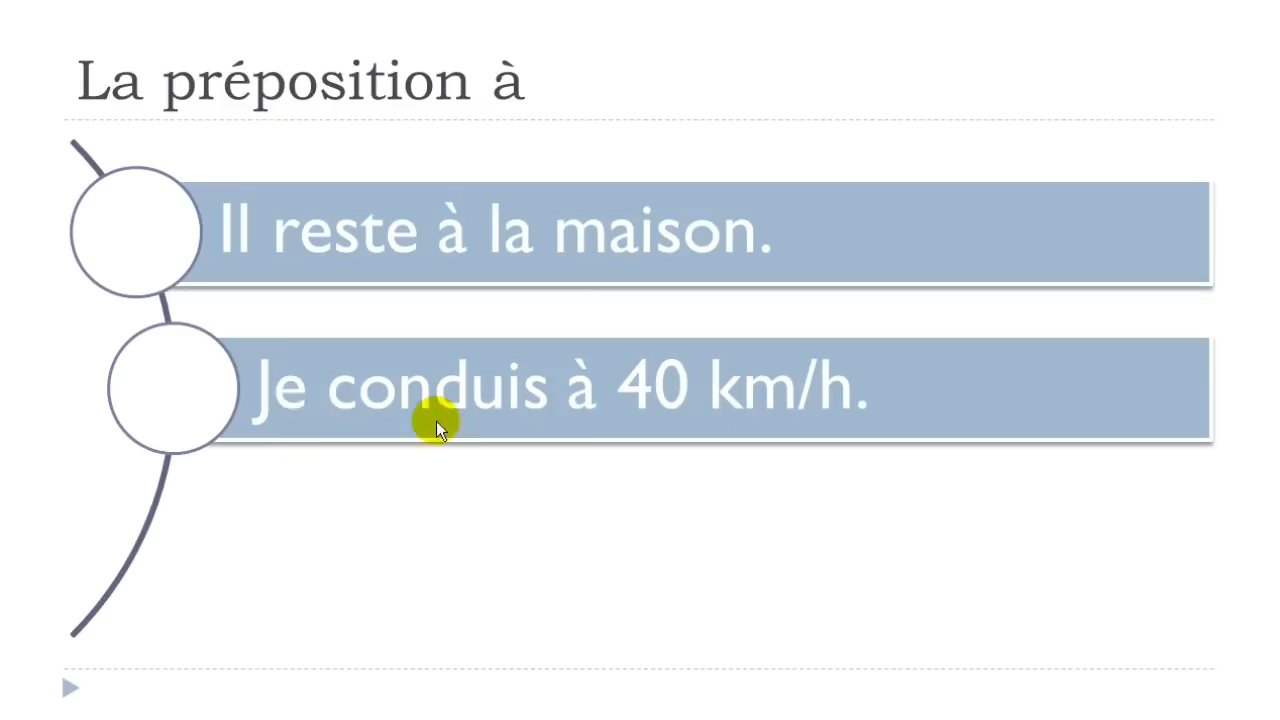 La préposition à
Il reste à la maison.
Je conduis à 40 km/h.